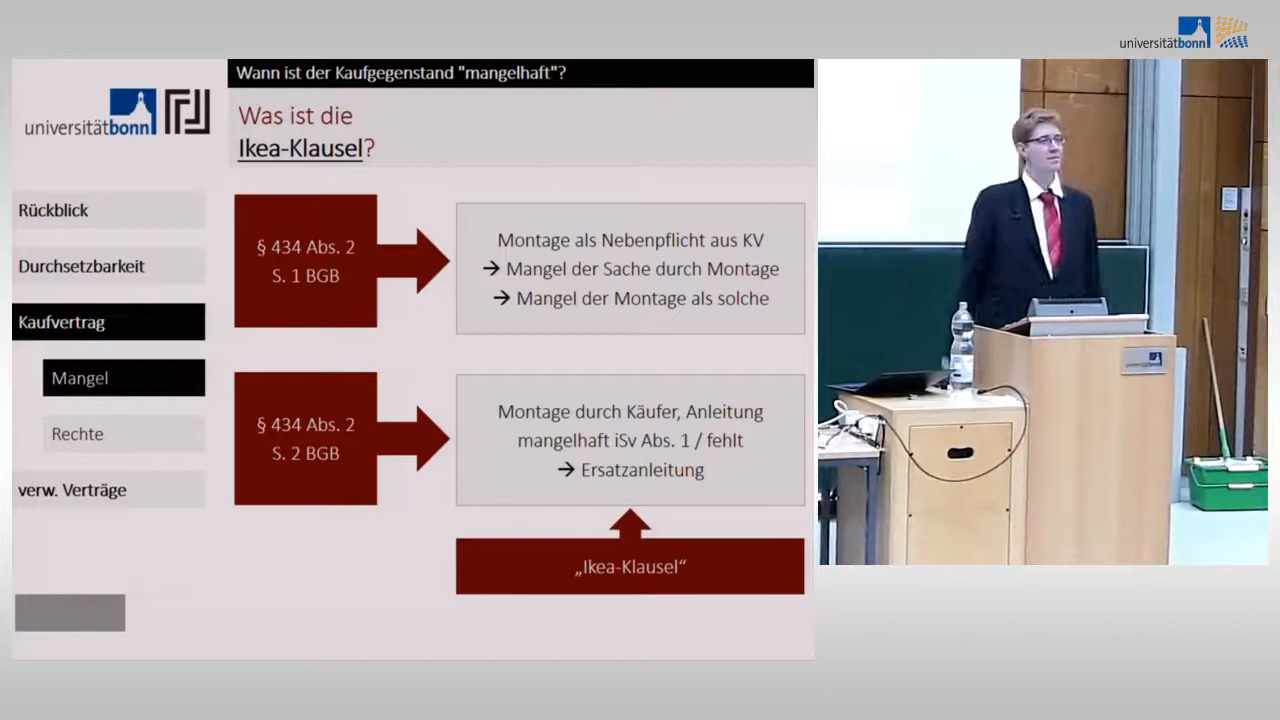 universitätbonn
Wann ist der Kaufgegenstand "mangelhaft"?
universitätbonn
Was ist die
Ikea-Klausel?
Rückblick
Durchsetzbarkeit
Kaufvertrag
Mangel
Rechte
verw. Verträge
§ 434 Abs. 2
S. 1 BGB
Montage als Nebenpflicht aus KV
→ Mangel der Sache durch Montage
→ Mangel der Montage als solche
§ 434 Abs. 2
S. 2 BGB
Montage durch Käufer, Anleitung
mangelhaft iSv Abs. 1 / fehlt
→ Ersatzanleitung
„Ikea-Klausel“